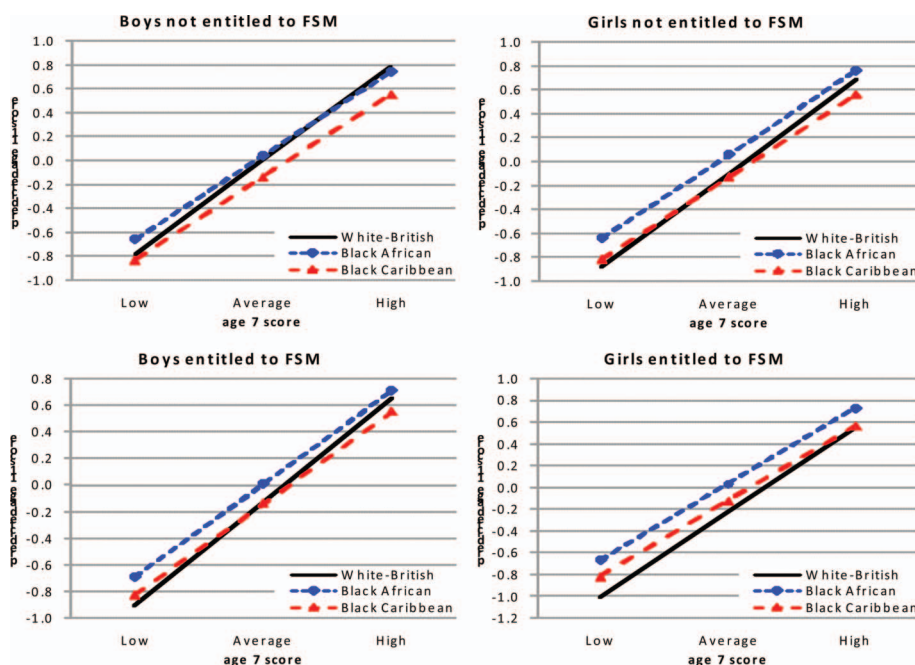 Boys not entitled to FSM
1.0
0.8
0.6
0.4
0.2
0.0
-0.2
-0.4
-0.6
-0.8
-1.0
White-British
Black African
Black Caribbean
Low Average High
age 7 score
Girls not entitled to FSM
1.0
0.8
0.6
0.4
0.2
0.0
-0.2
-0.4
-0.6
-0.8
-1.0
White-British
Black African
Black Caribbean
Low Average High
age 7 score
Boys entitled to FSM
0.8
0.6
0.4
0.2
0.0
-0.2
-0.4
-0.6
-0.8
-1.0
White-British
Black African
Black Caribbean
Low Average High
age 7 score
Girls entitled to FSM
1.0
0.8
0.6
0.4
0.2
0.0
-0.2
-0.4
-0.6
-0.8
-1.0
-1.2
White-British
Black African
Black Caribbean
Low Average High
age 7 score